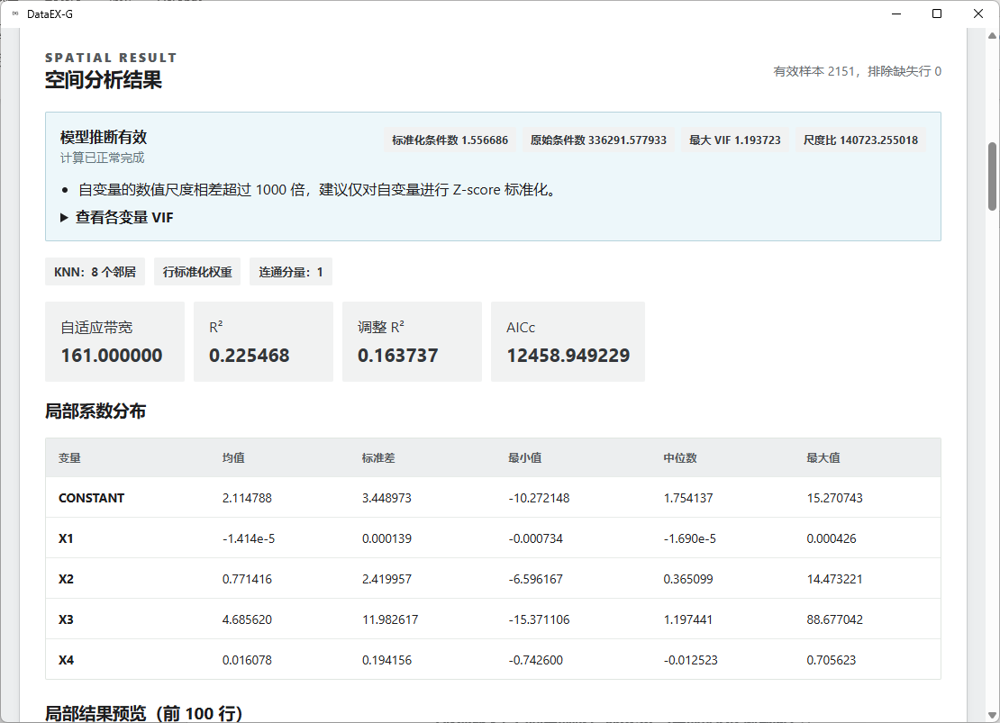 DataEX-G
SPATIAL RESULT
空间分析结果
有效样本 2151，排除缺失行 0
模型推断有效
计算已正常完成
标准化条件数 1.556686
原始条件数 336291.577933
最大 VIF 1.193723
尺度比 140723.255018
自变量的数值尺度相差超过 1000 倍，建议仅对自变量进行 Z-score 标准化。
查看各变量 VIF
KNN：8 个邻居
行标准化权重
连通分量：1
自适应带宽
161.000000
R²
0.225468
调整 R²
0.163737
AICc
12458.949229
局部系数分布
变量 均值 标准差 最小值 中位数 最大值
CONSTANT 2.114788 3.448973 -10.272148 1.754137 15.270743
X1 -1.414e-5 0.000139 -0.000734 -1.690e-5 0.000426
X2 0.771416 2.419957 -6.596167 0.365099 14.473221
X3 4.685620 11.982617 -15.371106 1.197441 88.677042
X4 0.016078 0.194156 -0.742600 -0.012523 0.705623
局部结果预览（前 100 行）